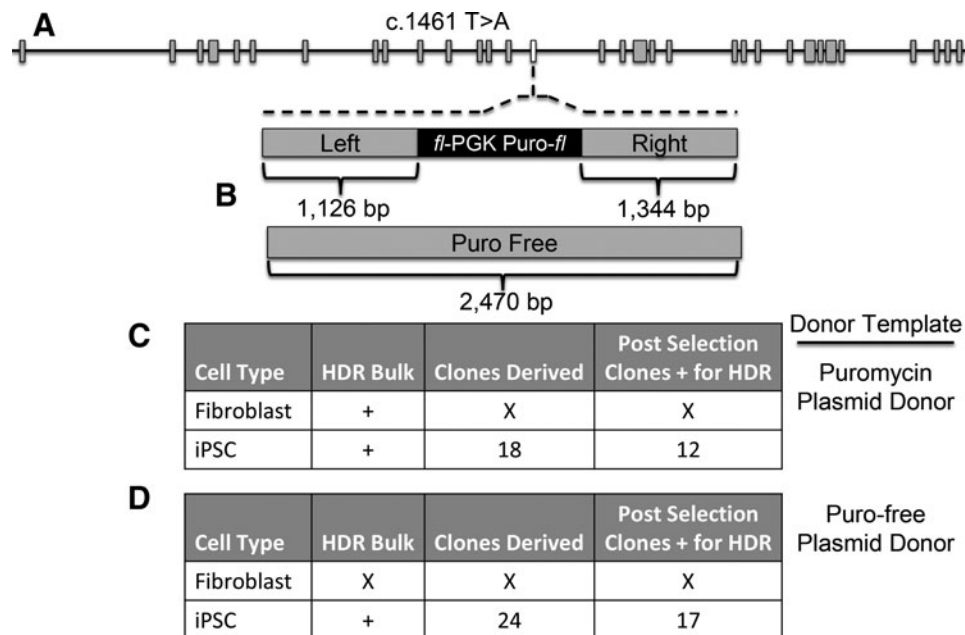 A
c.1461 T>A
Left
fl-PGK Puro-fl
Right
B
1,126 bp
1,344 bp
Puro Free
2,470 bp
C
Donor Template
Cell Type
HDR Bulk
Clones Derived
Post Selection
Clones + for HDR
Puromycin
Plasmid Donor
Fibroblast + X X
iPSC + 18 12
D
Cell Type
HDR Bulk
Clones Derived
Post Selection
Clones + for HDR
Puro-free
Plasmid Donor
Fibroblast X X X
iPSC + 24 17